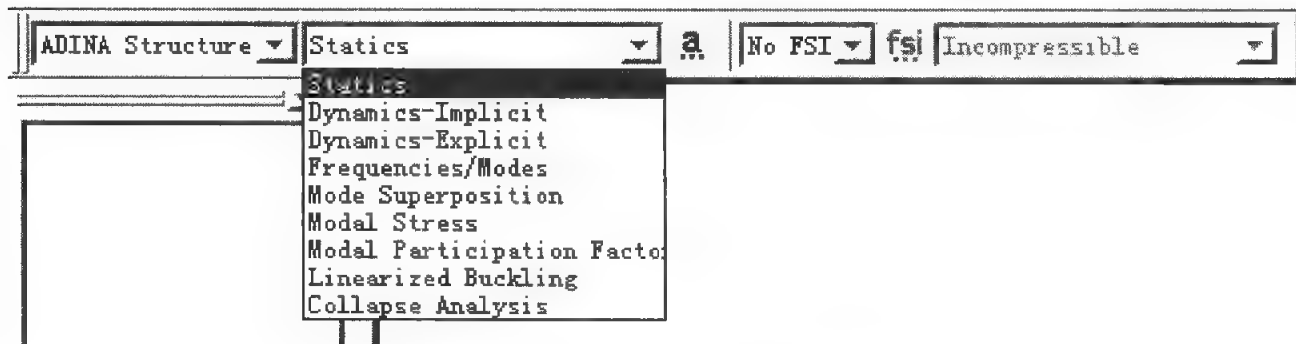 ADINA Structure Statics a No FSI fsi Incompressible
Statics
Dynamics-Implicit
Dynamics-Explicit
Frequencies/Modes
Mode Superposition
Modal Stress
Modal Participation Facto
Linearized Buckling
Collapse Analysis